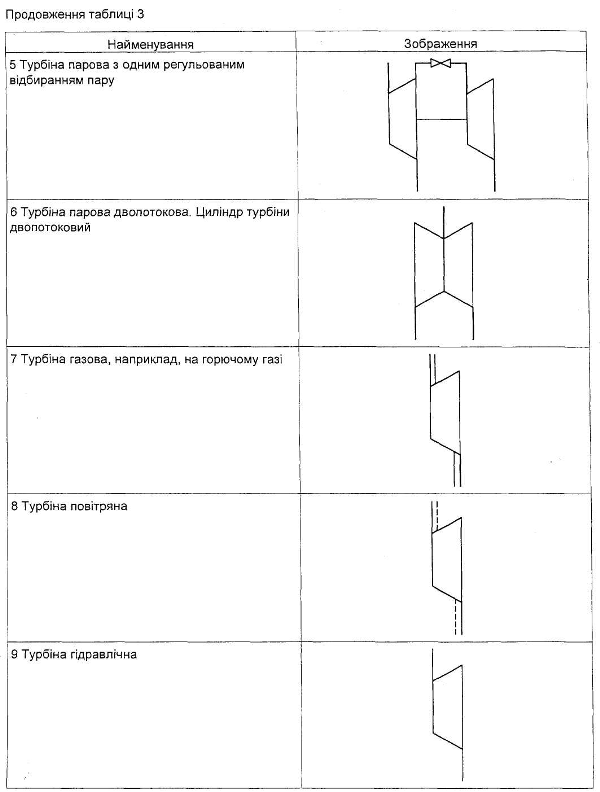 Продовження таблиці 3
Найменування
Зображення
5 Турбіна парова з одним регульованим
відбиранням пару
6 Турбіна парова дволотокова. Циліндр турбіни
двопотоковий
7 Турбіна газова, наприклад, на горючому газі
8 Турбіна повітряна
9 Турбіна гідравлічна